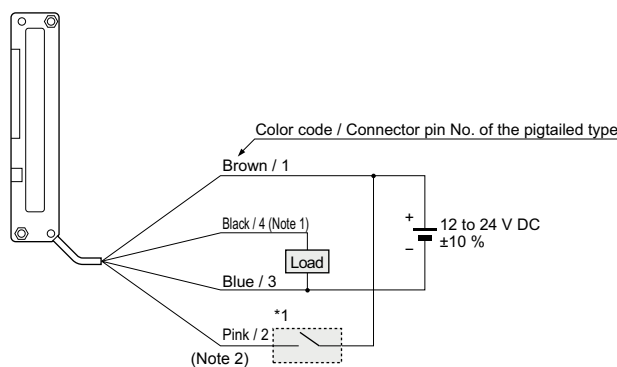 Color code / Connector pin No. of the pigtailed type
Brown / 1
Black / 4 (Note 1)
+
12 to 24 V DC
±10 %
−
Load
Blue / 3
*1
Pink / 2
(Note 2)